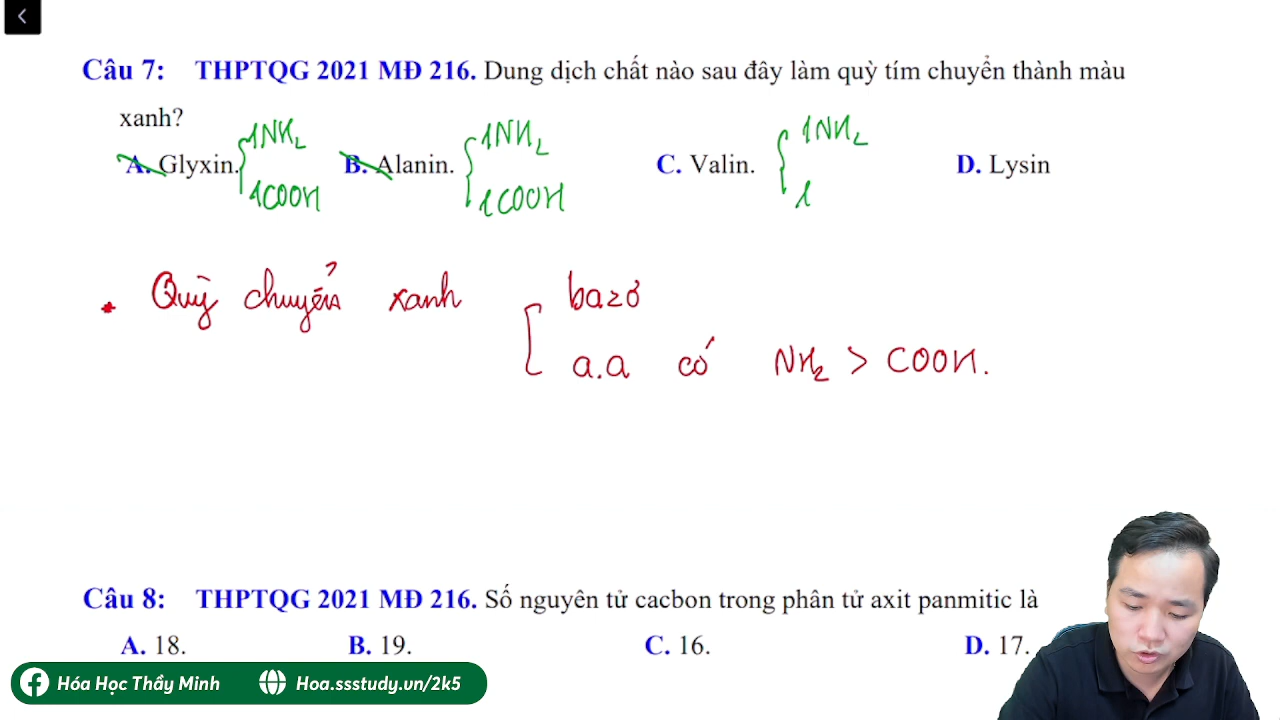 Câu 7: THPTQG 2021 MĐ 216. Dung dịch chất nào sau đây làm quỳ tím chuyển thành màu
xanh?
A. Glyxin. B. Alanin. C. Valin. D. Lysin
1NH₂ 1NH₂ 1NH₂
1COOH 1COOH 1
* Quỳ chuyển xanh bazơ
a.a có NH₂ > COOH.
Câu 8: THPTQG 2021 MĐ 216. Số nguyên tử cacbon trong phân tử axit panmitic là
A. 18. B. 19. C. 16. D. 17.
Hóa Học Thầy Minh Hoa.ssstudy.vn/2k5